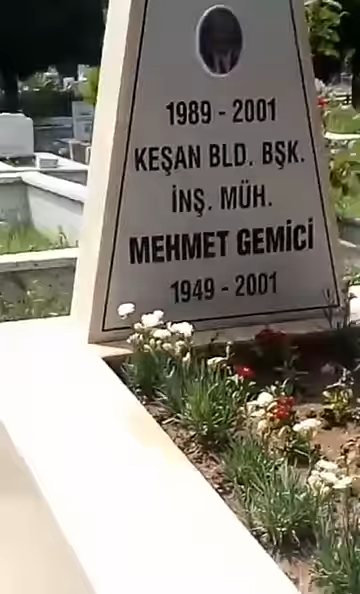 1989 - 2001
KEŞAN BLD. BŞK.
İNŞ. MÜH.
MEHMET GEMİCİ
1949 - 2001